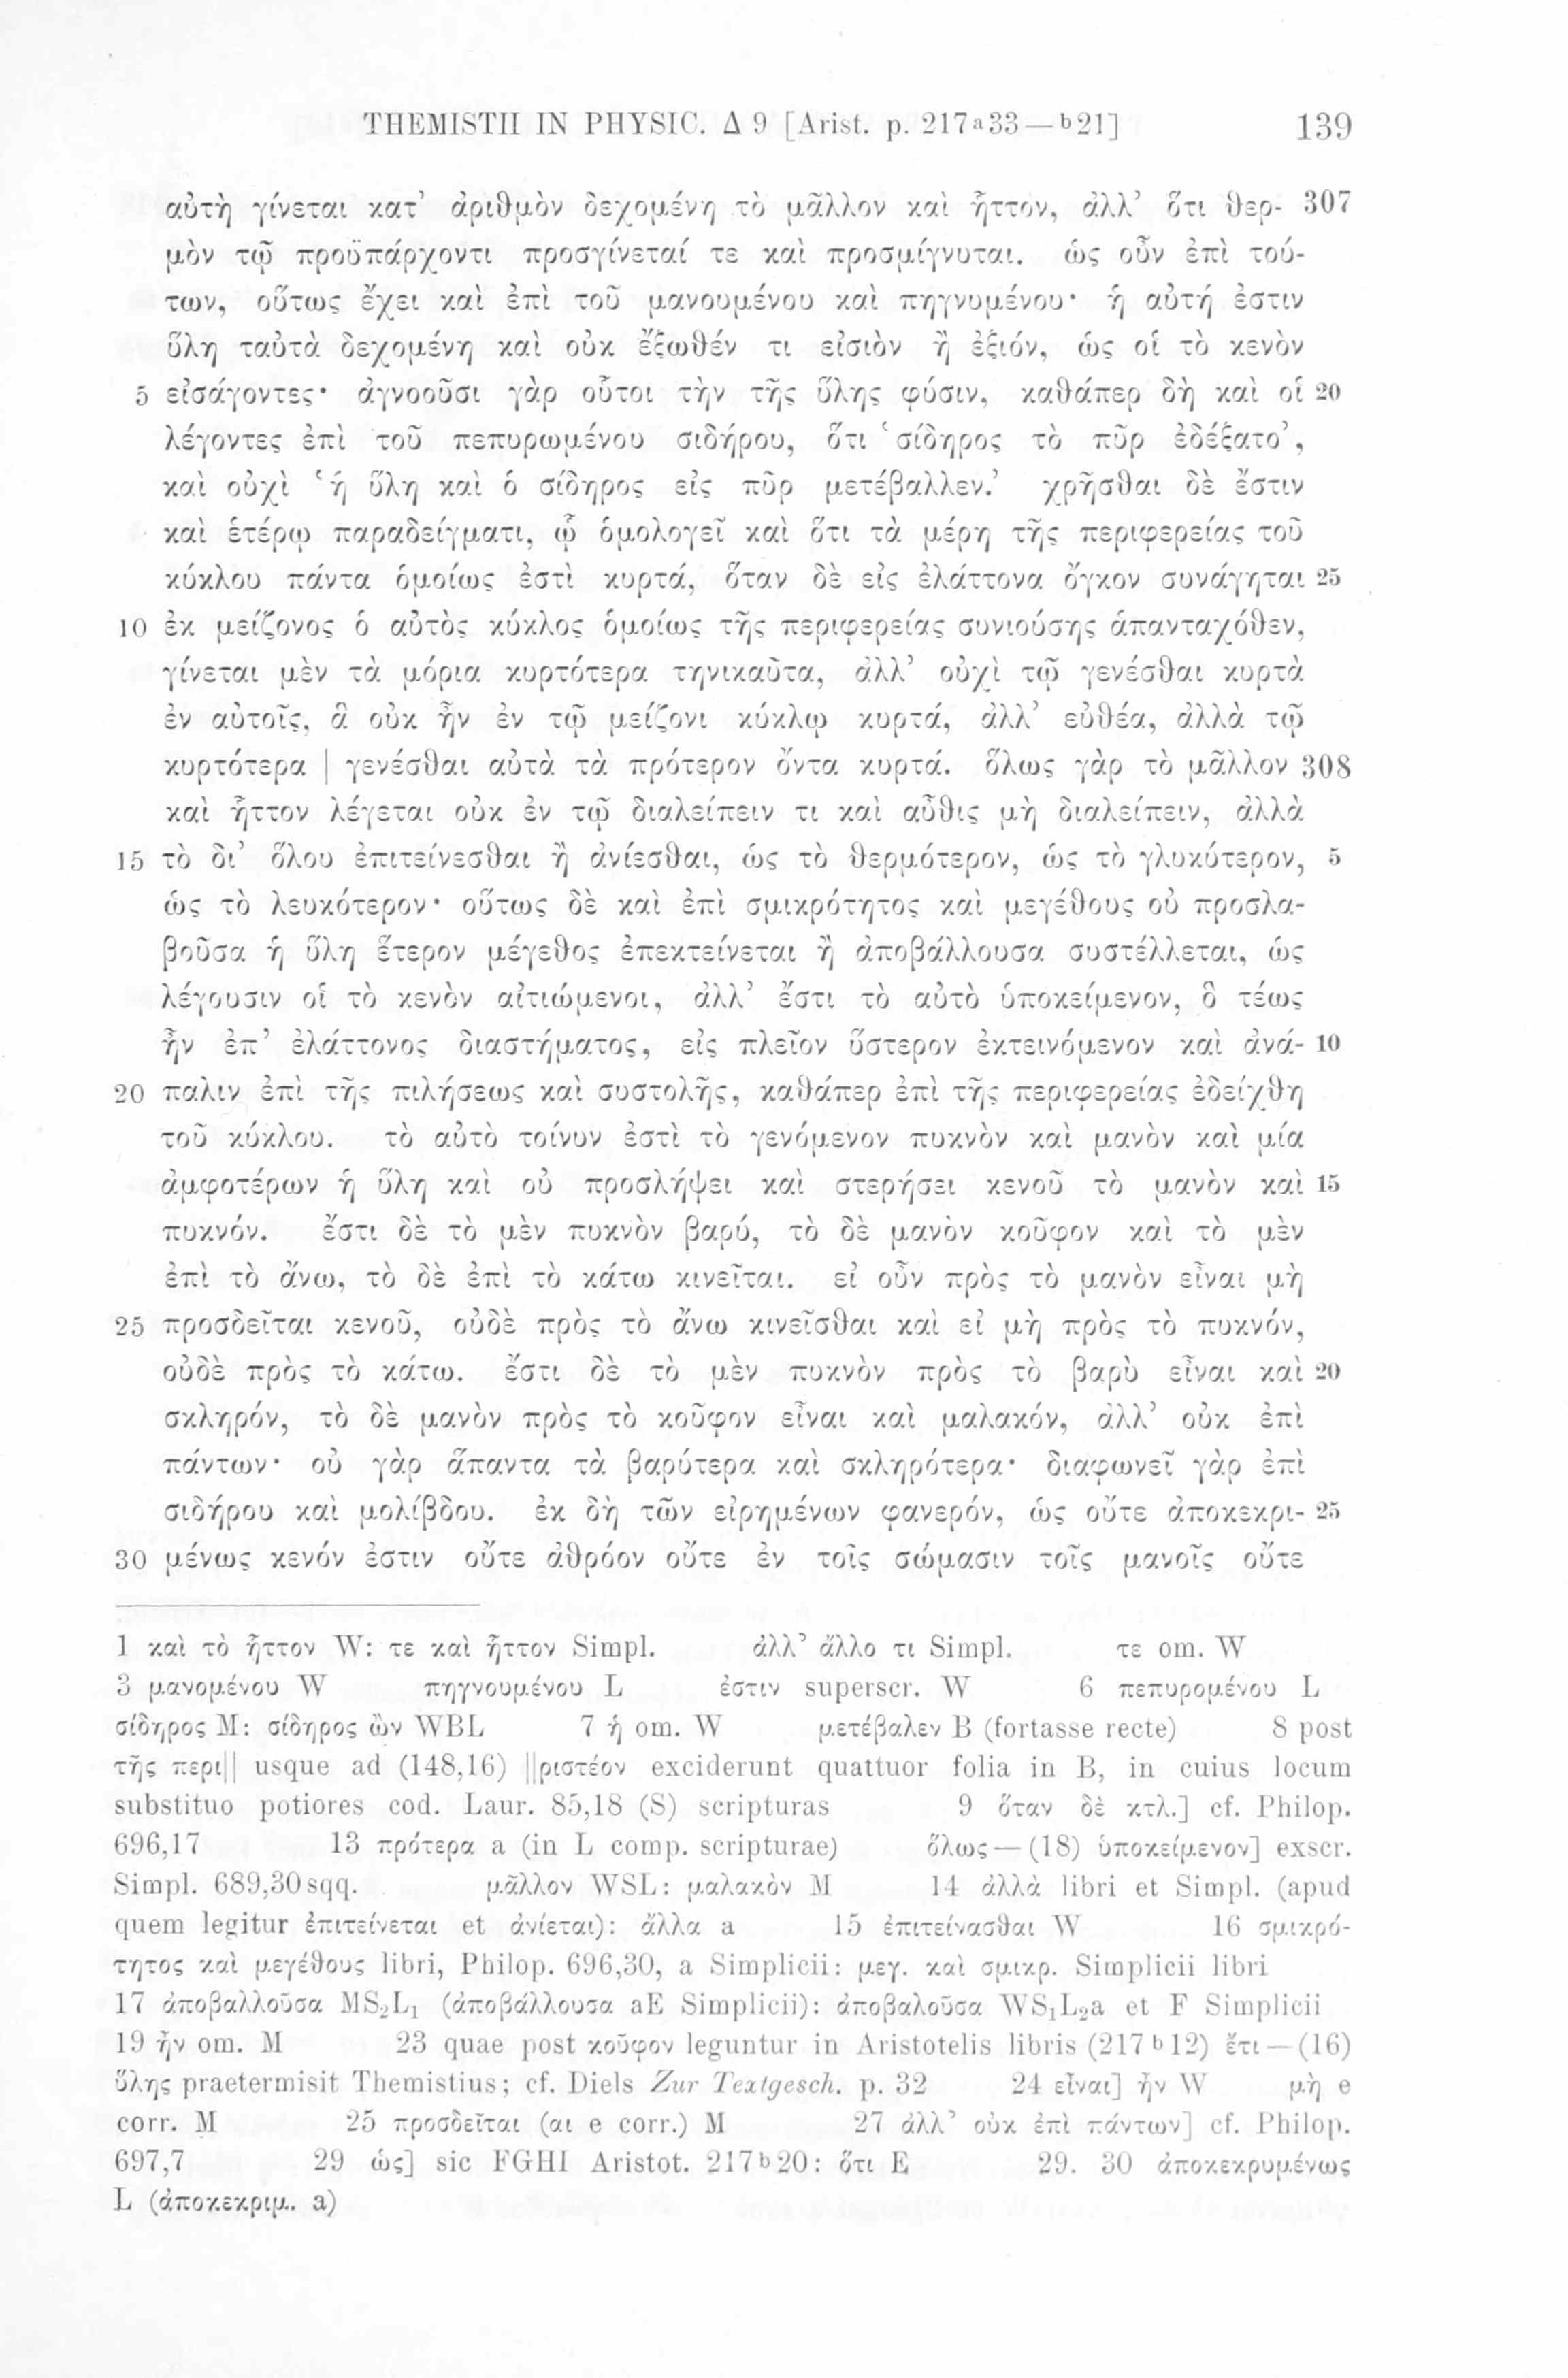 THEMISTII IN PHYSIC. Δ 9 [Arist. p. 217a33—b21] 139
αὐτὴ γίνεται κατ’ ἀριθμὸν δεχομένη τὸ μᾶλλον καὶ ἧττον, ἀλλ’ ὅτι θερ- 307
μὸν τῷ προϋπάρχοντι προσγίνεταί τε καὶ προσμίγνυται. ὡς οὖν ἐπὶ τού-
των, οὕτως ἔχει καὶ ἐπὶ τοῦ μανουμένου καὶ πηγνυμένου· ἡ αὐτή ἐστιν
ὕλη ταὐτὰ δεχομένη καὶ οὐκ ἔξωθέν τι εἰσιὸν ἢ ἐξιόν, ὡς οἱ τὸ κενὸν
5 εἰσάγοντες· ἀγνοοῦσι γὰρ οὗτοι τὴν τῆς ὕλης φύσιν, καθάπερ δὴ καὶ οἱ 20
λέγοντες ἐπὶ τοῦ πεπυρωμένου σιδήρου, ὅτι ‘σίδηρος τὸ πῦρ ἐδέξατο’,
καὶ οὐχὶ ‘ἡ ὕλη καὶ ὁ σίδηρος εἰς πῦρ μετέβαλλεν.’ χρῆσθαι δὲ ἔστιν
καὶ ἑτέρῳ παραδείγματι, ᾧ ὁμολογεῖ καὶ ὅτι τὰ μέρη τῆς περιφερείας τοῦ
κύκλου πάντα ὁμοίως ἐστὶ κυρτά, ὅταν δὲ εἰς ἐλάττονα ὄγκον συνάγηται 25
10 ἐκ μείζονος ὁ αὐτὸς κύκλος ὁμοίως τῆς περιφερείας συνιούσης ἁπανταχόθεν,
γίνεται μὲν τὰ μόρια κυρτότερα τηνικαῦτα, ἀλλ’ οὐχὶ τῷ γενέσθαι κυρτὰ
ἐν αὐτοῖς, ἃ οὐκ ἦν ἐν τῷ μείζονι κύκλῳ κυρτά, ἀλλ’ εὐθέα, ἀλλὰ τῷ
κυρτότερα | γενέσθαι αὐτὰ τὰ πρότερον ὄντα κυρτά. ὅλως γὰρ τὸ μᾶλλον 308
καὶ ἧττον λέγεται οὐκ ἐν τῷ διαλείπειν τι καὶ αὖθις μὴ διαλείπειν, ἀλλὰ
15 τὸ δι’ ὅλου ἐπιτείνεσθαι ἢ ἀνίεσθαι, ὡς τὸ θερμότερον, ὡς τὸ γλυκύτερον, 5
ὡς τὸ λευκότερον· οὕτως δὲ καὶ ἐπὶ σμικρότητος καὶ μεγέθους οὐ προσλα-
βοῦσα ἡ ὕλη ἕτερον μέγεθος ἐπεκτείνεται ἢ ἀποβάλλουσα συστέλλεται, ὡς
λέγουσιν οἱ τὸ κενὸν αἰτιώμενοι, ἀλλ’ ἔστι τὸ αὐτὸ ὑποκείμενον, ὃ τέως
ἦν ἐπ’ ἐλάττονος διαστήματος, εἰς πλεῖον ὕστερον ἐκτεινόμενον καὶ ἀνά- 10
20 παλιν ἐπὶ τῆς πιλήσεως καὶ συστολῆς, καθάπερ ἐπὶ τῆς περιφερείας ἐδείχθη
τοῦ κύκλου. τὸ αὐτὸ τοίνυν ἐστὶ τὸ γενόμενον πυκνὸν καὶ μανὸν καὶ μία
ἀμφοτέρων ἡ ὕλη καὶ οὐ προσλήψει καὶ στερήσει κενοῦ τὸ μανὸν καὶ 15
πυκνόν. ἔστι δὲ τὸ μὲν πυκνὸν βαρύ, τὸ δὲ μανὸν κοῦφον καὶ τὸ μὲν
ἐπὶ τὸ ἄνω, τὸ δὲ ἐπὶ τὸ κάτω κινεῖται. εἰ οὖν πρὸς τὸ μανὸν εἶναι μὴ
25 προσδεῖται κενοῦ, οὐδὲ πρὸς τὸ ἄνω κινεῖσθαι καὶ εἰ μὴ πρὸς τὸ πυκνόν,
οὐδὲ πρὸς τὸ κάτω. ἔστι δὲ τὸ μὲν πυκνὸν πρὸς τὸ βαρὺ εἶναι καὶ 20
σκληρόν, τὸ δὲ μανὸν πρὸς τὸ κοῦφον εἶναι καὶ μαλακόν, ἀλλ’ οὐκ ἐπὶ
πάντων· οὐ γὰρ ἅπαντα τὰ βαρύτερα καὶ σκληρότερα· διαφωνεῖ γὰρ ἐπὶ
σιδήρου καὶ μολίβδου. ἐκ δὴ τῶν εἰρημένων φανερόν, ὡς οὔτε ἀποκεκρι- 25
30 μένως κενόν ἐστιν οὔτε ἀθρόον οὔτε ἐν τοῖς σώμασιν τοῖς μανοῖς οὔτε
1 καὶ τὸ ἧττον W: τε καὶ ἧττον Simpl. ἀλλ’ ἄλλο τι Simpl. τε om. W
3 μανομένου W πηγνουμένου L ἐστιν superscr. W 6 πεπυρομένου L
σίδηρος M: σίδηρος ὢν WBL 7 ἡ om. W μετέβαλεν B (fortasse recte) 8 post
τῆς περι|| usque ad (148,16) ||ριστέον exciderunt quattuor folia in B, in cuius locum
substituo potiores cod. Laur. 85,18 (S) scripturas 9 ὅταν δὲ κτλ.] cf. Philop.
696,17 13 πρότερα a (in L comp. scripturae) ὅλως—(18) ὑποκείμενον] exscr.
Simpl. 689,30sqq. μᾶλλον WSL: μαλακὸν M 14 ἀλλὰ libri et Simpl. (apud
quem legitur ἐπιτείνεται et ἀνίεται): ἄλλα a 15 ἐπιτείνασθαι W 16 σμικρό-
τητος καὶ μεγέθους libri, Philop. 696,30, a Simplicii: μεγ. καὶ σμικρ. Simplicii libri
17 ἀποβαλλοῦσα MS₂L₁ (ἀποβάλλουσα aE Simplicii): ἀποβαλοῦσα WS₁L₂a et F Simplicii
19 ἦν om. M 23 quae post κοῦφον leguntur in Aristotelis libris (217b12) ἔτι—(16)
ὕλης praetermisit Themistius; cf. Diels Zur Textgesch. p. 32 24 εἶναι] ἦν W μὴ e
corr. M 25 προσδεῖται (αι e corr.) M 27 ἀλλ’ οὐκ ἐπὶ πάντων] cf. Philop.
697,7 29 ὡς] sic FGHI Aristot. 217b20: ὅτι E 29. 30 ἀποκεκρυμένως
L (ἀποκεκριμ. a)